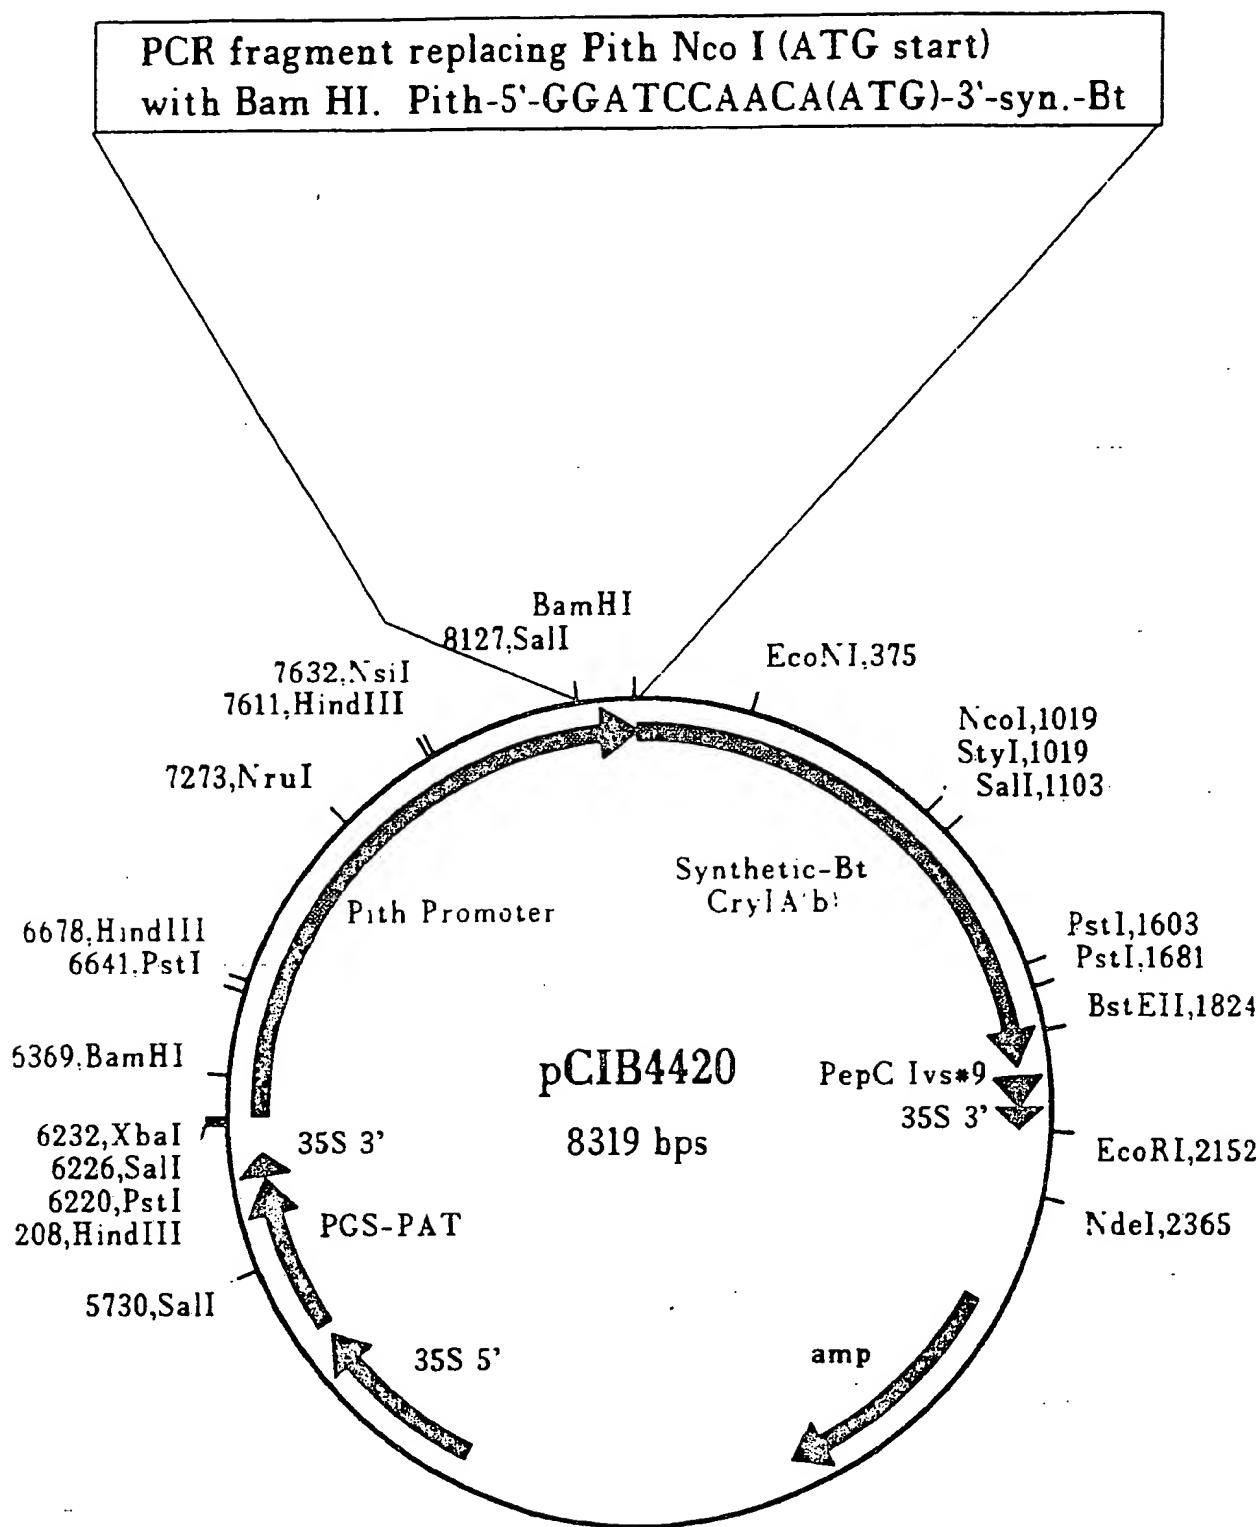 PCR fragment replacing Pith Nco I (ATG start)
with Bam HI. Pith-5'-GGATCCAACA(ATG)-3'-syn.-Bt
BamHI
8127,SalI
EcoNI,375
7632,NsiI
7611,HindIII
NcoI,1019
StyI,1019
SalI,1103
7273,NruI
Synthetic-Bt
CryIA b
Pith Promoter
6678,HindIII
6641,PstI
PstI,1603
PstI,1681
BstEII,1824
6369,BamHI
pCIB4420
8319 bps
PepC Ivs#9
35S 3'
6232,XbaI
6226,SalI
6220,PstI
208,HindIII
35S 3'
EcoRI,2152
PGS-PAT
NdeI,2365
5730,SalI
35S 5'
amp